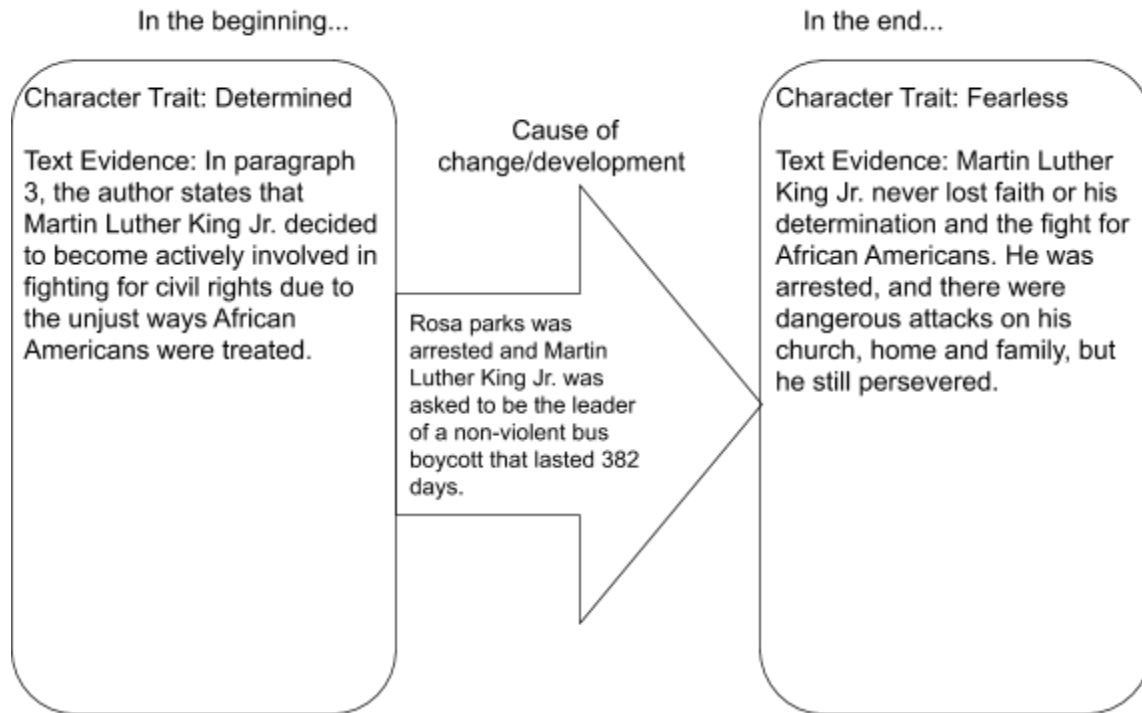 In the beginning...
Character Trait: Determined
Text Evidence: In paragraph
3, the author states that
Martin Luther King Jr. decided
to become actively involved in
fighting for civil rights due to
the unjust ways African
Americans were treated.
Cause of
change/development
Rosa parks was
arrested and Martin
Luther King Jr. was
asked to be the leader
of a non-violent bus
boycott that lasted 382
days.
In the end...
Character Trait: Fearless
Text Evidence: Martin Luther
King Jr. never lost faith or his
determination and the fight for
African Americans. He was
arrested, and there were
dangerous attacks on his
church, home and family, but
he still persevered.